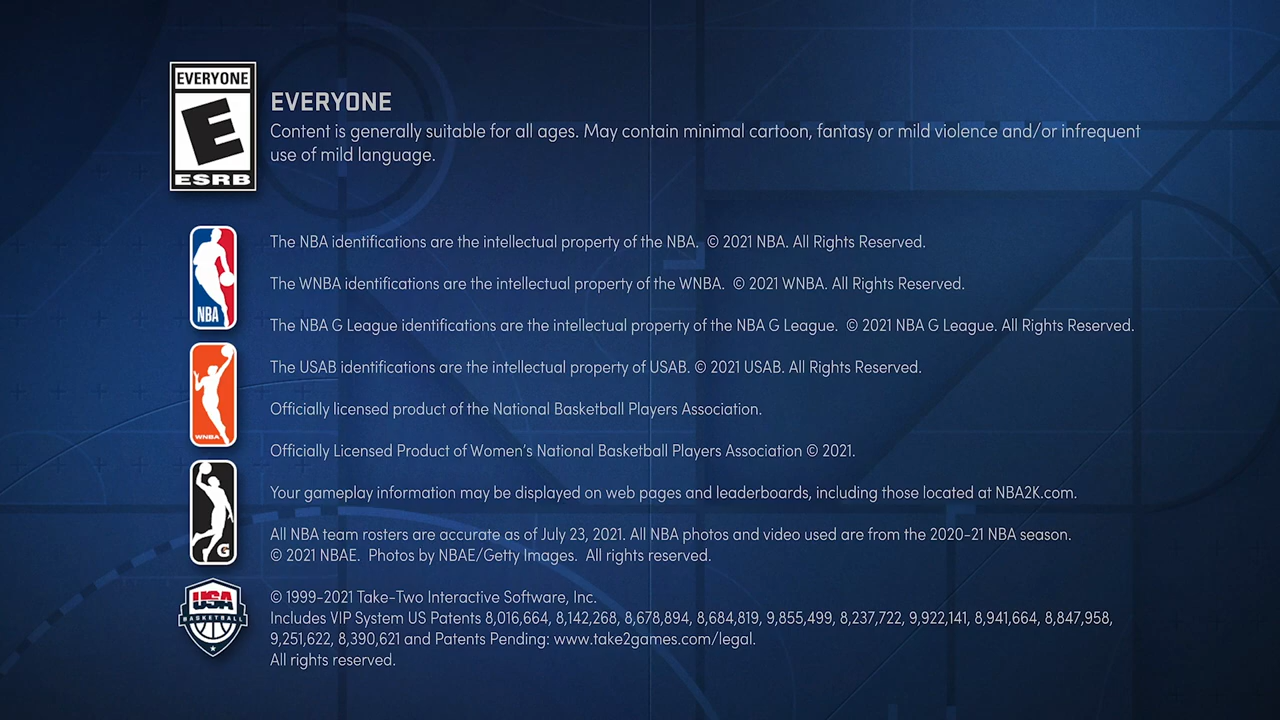 EVERYONE
E
ESRB
EVERYONE
Content is generally suitable for all ages. May contain minimal cartoon, fantasy or mild violence and/or infrequent
use of mild language.
NBA
The NBA identifications are the intellectual property of the NBA. © 2021 NBA. All Rights Reserved.
The WNBA identifications are the intellectual property of the WNBA. © 2021 WNBA. All Rights Reserved.
The NBA G League identifications are the intellectual property of the NBA G League. © 2021 NBA G League. All Rights Reserved.
WNBA
The USAB identifications are the intellectual property of USAB. © 2021 USAB. All Rights Reserved.
Officially licensed product of the National Basketball Players Association.
Officially Licensed Product of Women's National Basketball Players Association © 2021.
G
Your gameplay information may be displayed on web pages and leaderboards, including those located at NBA2K.com.
All NBA team rosters are accurate as of July 23, 2021. All NBA photos and video used are from the 2020-21 NBA season.
© 2021 NBAE. Photos by NBAE/Getty Images. All rights reserved.
USA
BASKETBALL
© 1999-2021 Take-Two Interactive Software, Inc.
Includes VIP System US Patents 8,016,664, 8,142,268, 8,678,894, 8,684,819, 9,855,499, 8,237,722, 9,922,141, 8,941,664, 8,847,958,
9,251,622, 8,390,621 and Patents Pending: www.take2games.com/legal.
All rights reserved.